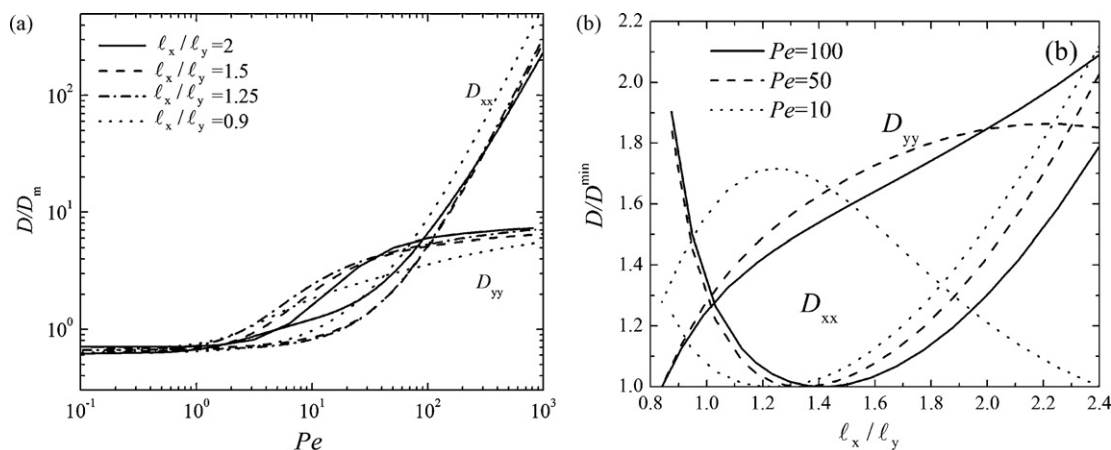 (a)
ℓx / ℓy =2
ℓx / ℓy =1.5
ℓx / ℓy =1.25
ℓx / ℓy =0.9
Dxx
Dyy
D/Dm
10²
10¹
10⁰
10⁻¹ 10⁰ 10¹ 10² 10³
Pe
(b)
(b)
Pe=100
Pe=50
Pe=10
Dyy
Dxx
D/Dmin
2.2
2.0
1.8
1.6
1.4
1.2
1.0
0.8 1.0 1.2 1.4 1.6 1.8 2.0 2.2 2.4
ℓx / ℓy